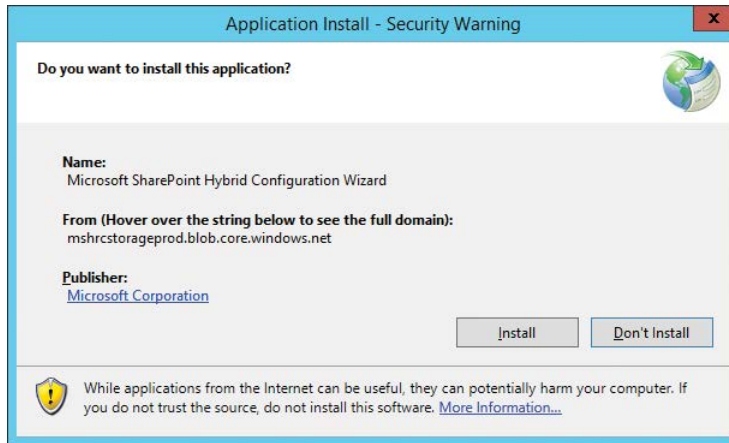 Application Install - Security Warning
x
Do you want to install this application?
Name:
Microsoft SharePoint Hybrid Configuration Wizard
From (Hover over the string below to see the full domain):
mshrcstorageprod.blob.core.windows.net
Publisher:
Microsoft Corporation
Install Don't Install
While applications from the Internet can be useful, they can potentially harm your computer. If
you do not trust the source, do not install this software. More Information...